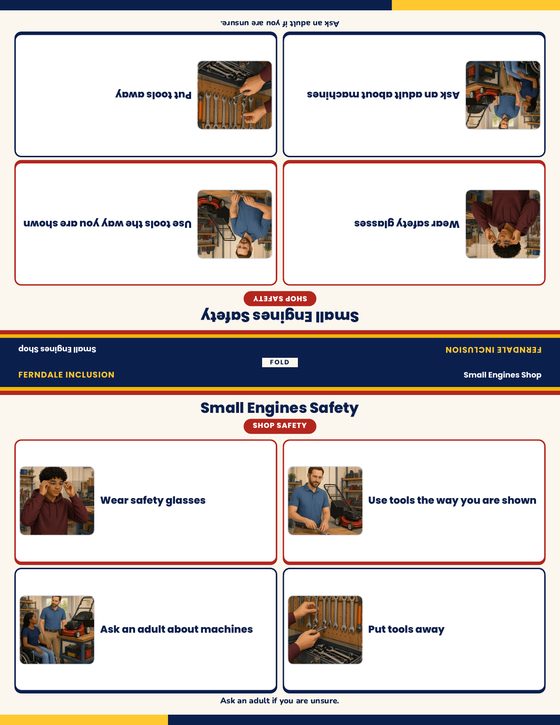 Ask an adult if you are unsure.
Put tools away
Ask an adult about machines
Use tools the way you are shown
Wear safety glasses
SHOP SAFETY
Small Engines Safety
Small Engines Shop
FERNDALE INCLUSION
FOLD
FERNDALE INCLUSION
Small Engines Shop
Small Engines Safety
SHOP SAFETY
Wear safety glasses
Use tools the way you are shown
Ask an adult about machines
Put tools away
Ask an adult if you are unsure.